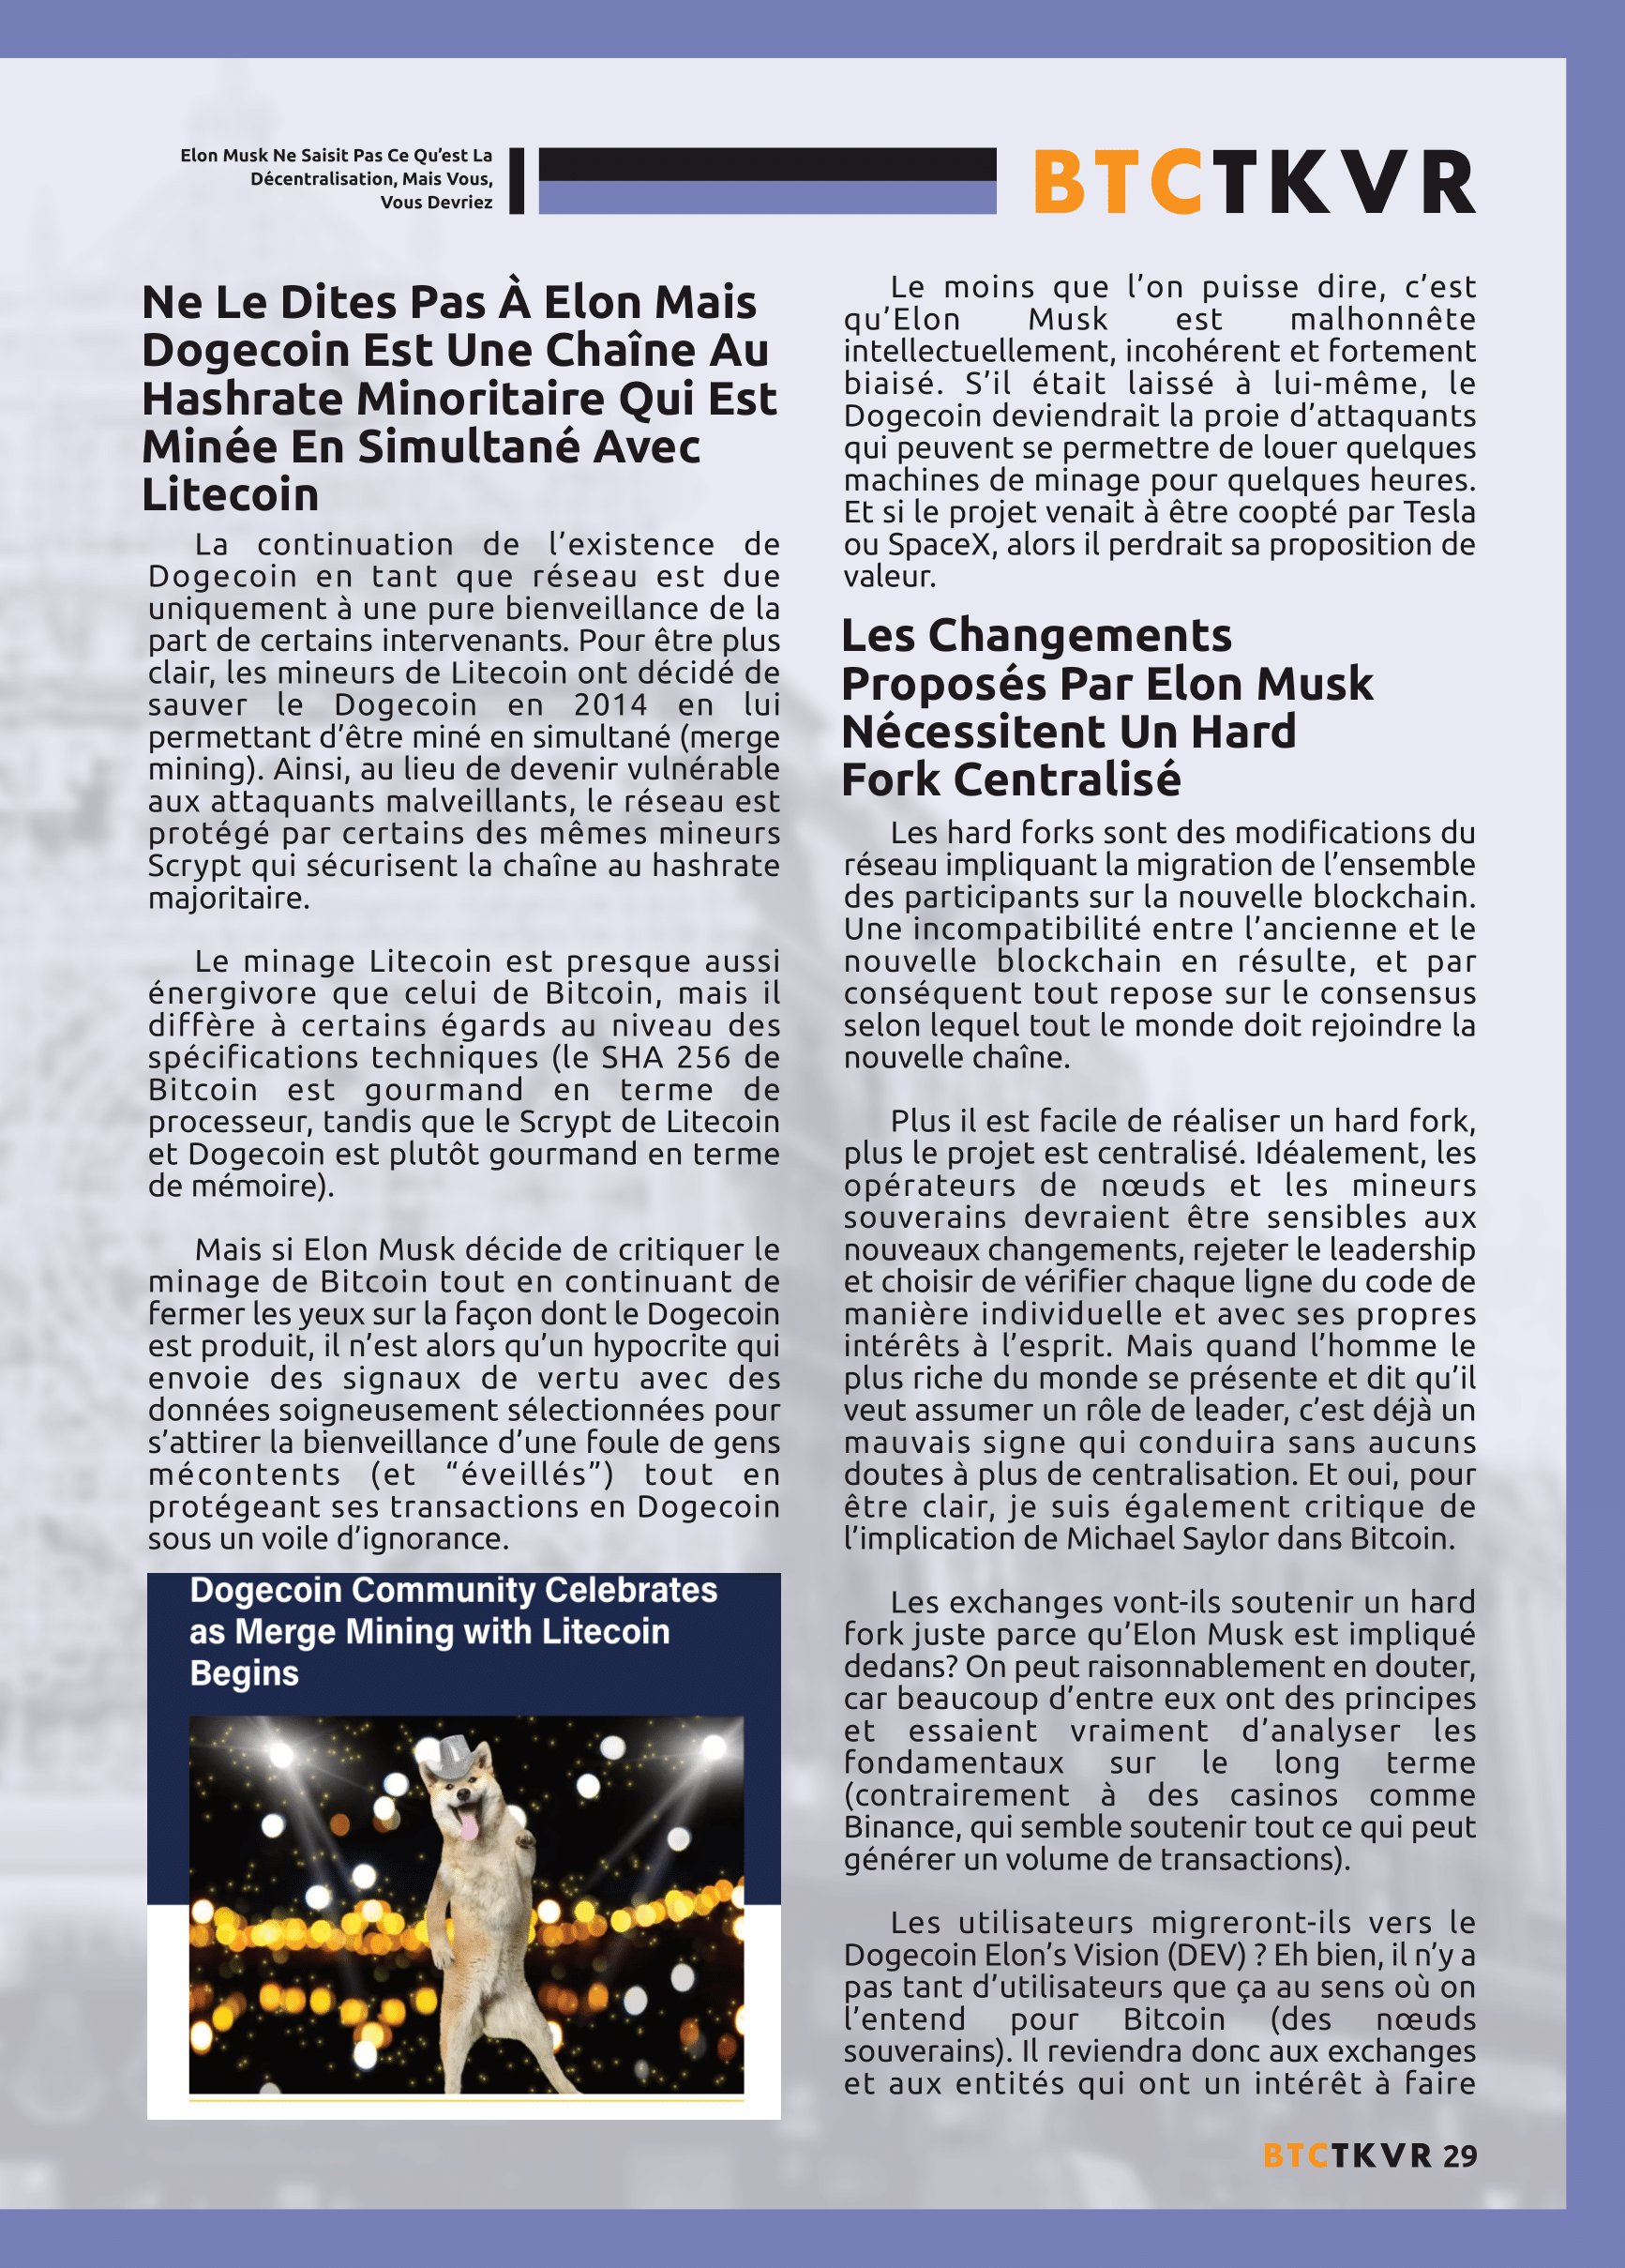 Elon Musk Ne Saisit Pas Ce Qu’est La
Décentralisation, Mais Vous,
Vous Devriez
BTCTKVR
Ne Le Dites Pas À Elon Mais
Dogecoin Est Une Chaîne Au
Hashrate Minoritaire Qui Est
Minée En Simultané Avec
Litecoin
La continuation de l’existence de
Dogecoin en tant que réseau est due
uniquement à une pure bienveillance de la
part de certains intervenants. Pour être plus
clair, les mineurs de Litecoin ont décidé de
sauver le Dogecoin en 2014 en lui
permettant d’être miné en simultané (merge
mining). Ainsi, au lieu de devenir vulnérable
aux attaquants malveillants, le réseau est
protégé par certains des mêmes mineurs
Scrypt qui sécurisent la chaîne au hashrate
majoritaire.
Le minage Litecoin est presque aussi
énergivore que celui de Bitcoin, mais il
diffère à certains égards au niveau des
spécifications techniques (le SHA 256 de
Bitcoin est gourmand en terme de
processeur, tandis que le Scrypt de Litecoin
et Dogecoin est plutôt gourmand en terme
de mémoire).
Mais si Elon Musk décide de critiquer le
minage de Bitcoin tout en continuant de
fermer les yeux sur la façon dont le Dogecoin
est produit, il n’est alors qu’un hypocrite qui
envoie des signaux de vertu avec des
données soigneusement sélectionnées pour
s’attirer la bienveillance d’une foule de gens
mécontents (et “éveillés”) tout en
protégeant ses transactions en Dogecoin
sous un voile d’ignorance.
Dogecoin Community Celebrates
as Merge Mining with Litecoin
Begins
Le moins que l’on puisse dire, c’est
qu’Elon Musk est malhonnête
intellectuellement, incohérent et fortement
biaisé. S’il était laissé à lui-même, le
Dogecoin deviendrait la proie d’attaquants
qui peuvent se permettre de louer quelques
machines de minage pour quelques heures.
Et si le projet venait à être coopté par Tesla
ou SpaceX, alors il perdrait sa proposition de
valeur.
Les Changements
Proposés Par Elon Musk
Nécessitent Un Hard
Fork Centralisé
Les hard forks sont des modifications du
réseau impliquant la migration de l’ensemble
des participants sur la nouvelle blockchain.
Une incompatibilité entre l’ancienne et le
nouvelle blockchain en résulte, et par
conséquent tout repose sur le consensus
selon lequel tout le monde doit rejoindre la
nouvelle chaîne.
Plus il est facile de réaliser un hard fork,
plus le projet est centralisé. Idéalement, les
opérateurs de nœuds et les mineurs
souverains devraient être sensibles aux
nouveaux changements, rejeter le leadership
et choisir de vérifier chaque ligne du code de
manière individuelle et avec ses propres
intérêts à l’esprit. Mais quand l’homme le
plus riche du monde se présente et dit qu’il
veut assumer un rôle de leader, c’est déjà un
mauvais signe qui conduira sans aucuns
doutes à plus de centralisation. Et oui, pour
être clair, je suis également critique de
l’implication de Michael Saylor dans Bitcoin.
Les exchanges vont-ils soutenir un hard
fork juste parce qu’Elon Musk est impliqué
dedans? On peut raisonnablement en douter,
car beaucoup d’entre eux ont des principes
et essaient vraiment d’analyser les
fondamentaux sur le long terme
(contrairement à des casinos comme
Binance, qui semble soutenir tout ce qui peut
générer un volume de transactions).
Les utilisateurs migreront-ils vers le
Dogecoin Elon’s Vision (DEV) ? Eh bien, il n’y a
pas tant d’utilisateurs que ça au sens où on
l’entend pour Bitcoin (des nœuds
souverains). Il reviendra donc aux exchanges
et aux entités qui ont un intérêt à faire
BTCTKVR 29